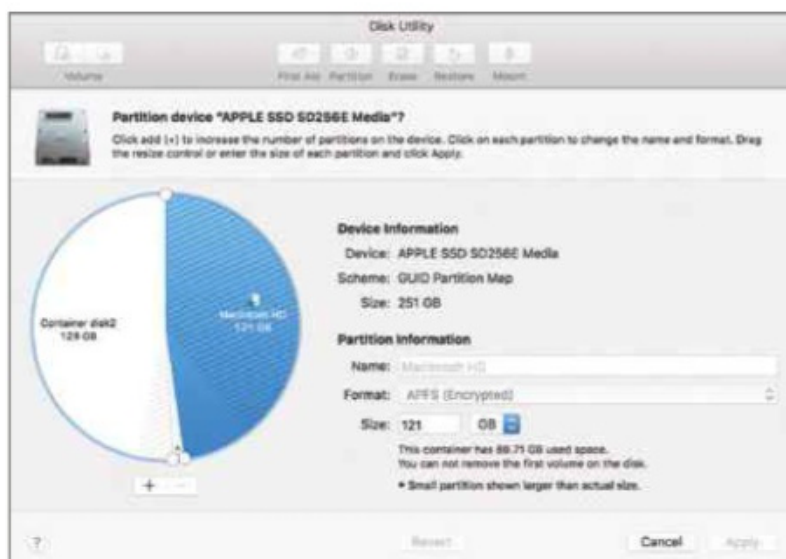 Disk Utility
Volume
First Aid Partition Erase Restore Mount
Partition device "APPLE SSD SD256E Media"?
Click add (+) to increase the number of partitions on the device. Click on each partition to change the name and format. Drag
the resize control or enter the size of each partition and click Apply.
Device Information
Device: APPLE SSD SD256E Media
Scheme: GUID Partition Map
Size: 251 GB
Container disk2
129 GB
Macintosh HD
121 GB
Partition Information
Name: Macintosh HD
Format: APFS (Encrypted)
Size: 121 GB
This container has 88.71 GB used space.
You can not remove the first volume on the disk.
* Small partition shown larger than actual size.
+ -
? Revert Cancel Apply